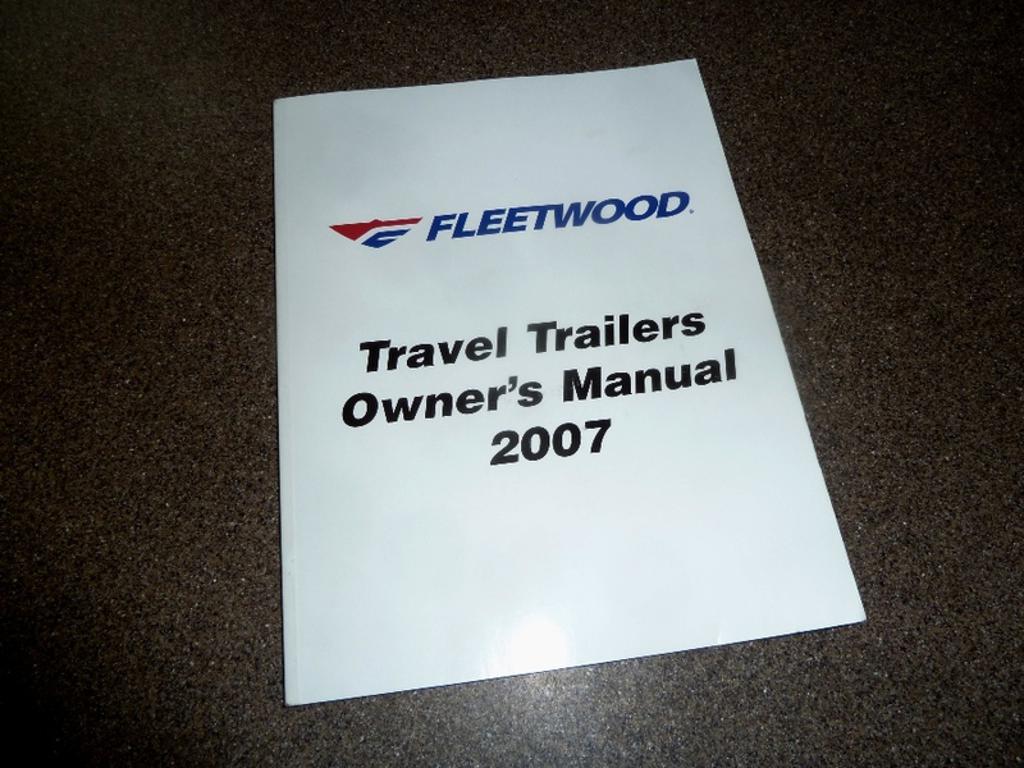 FLEETWOOD
Travel Trailers
Owner's Manual
2007